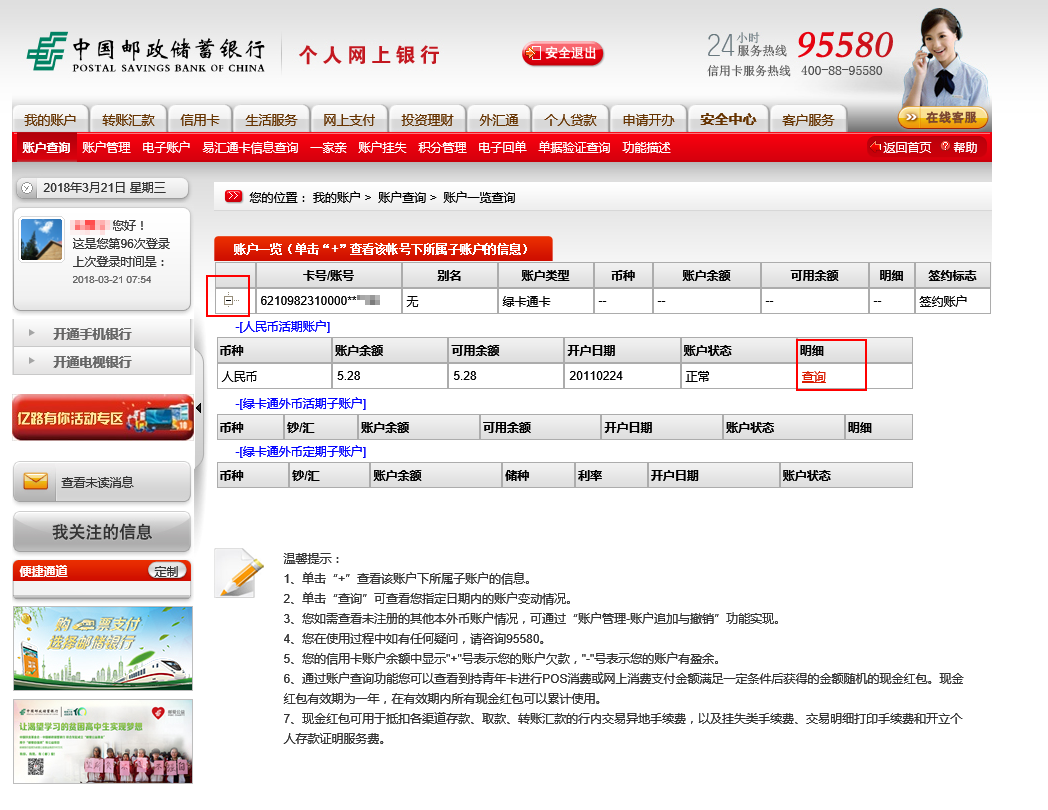 中国邮政储蓄银行
POSTAL SAVINGS BANK OF CHINA
个人网上银行
安全退出
24小时服务热线 95580
信用卡服务热线 400-88-95580
在线客服
我的账户 转账汇款 信用卡 生活服务 网上支付 投资理财 外汇通 个人贷款 申请开办 安全中心 客户服务
账户查询 账户管理 电子账户 易汇通卡信息查询 一家亲 账户挂失 积分管理 电子回单 单据验证查询 功能描述 返回首页 帮助
2018年3月21日 星期三
您好！
这是您第96次登录
上次登录时间是：
2018-03-21 07:54
开通手机银行
开通电视银行
亿路有你活动专区
查看未读消息
我关注的信息
便捷通道 定制
购票支付
选择邮储银行
中国邮政储蓄银行
让渴望学习的贫困高中生实现梦想
您的位置： 我的账户 > 账户查询 > 账户一览查询
账户一览（单击“+”查看该帐号下所属子账户的信息）
卡号/账号 别名 账户类型 币种 账户余额 可用余额 明细 签约标志
6210982310000** 无 绿卡通卡 -- -- -- -- 签约账户
-[人民币活期账户]
币种 账户余额 可用余额 开户日期 账户状态 明细
人民币 5.28 5.28 20110224 正常 查询
-[绿卡通外币活期子账户]
币种 钞/汇 账户余额 可用余额 开户日期 账户状态 明细
-[绿卡通外币定期子账户]
币种 钞/汇 账户余额 储种 利率 开户日期 账户状态
温馨提示：
1、单击“+”查看该账户下所属子账户的信息。
2、单击“查询”可查看您指定日期内的账户变动情况。
3、您如需查看未注册的其他本外币账户情况，可通过“账户管理-账户追加与撤销”功能实现。
4、您在使用过程中如有任何疑问，请咨询95580。
5、您的信用卡账户余额中显示"+"号表示您的账户欠款，"-"号表示您的账户有盈余。
6、通过账户查询功能您可以查看到持青年卡进行POS消费或网上消费支付金额满足一定条件后获得的金额随机的现金红包。现金
红包有效期为一年，在有效期内所有现金红包可以累计使用。
7、现金红包可用于抵扣各渠道存款、取款、转账汇款的行内交易异地手续费，以及挂失类手续费、交易明细打印手续费和开立个
人存款证明服务费。